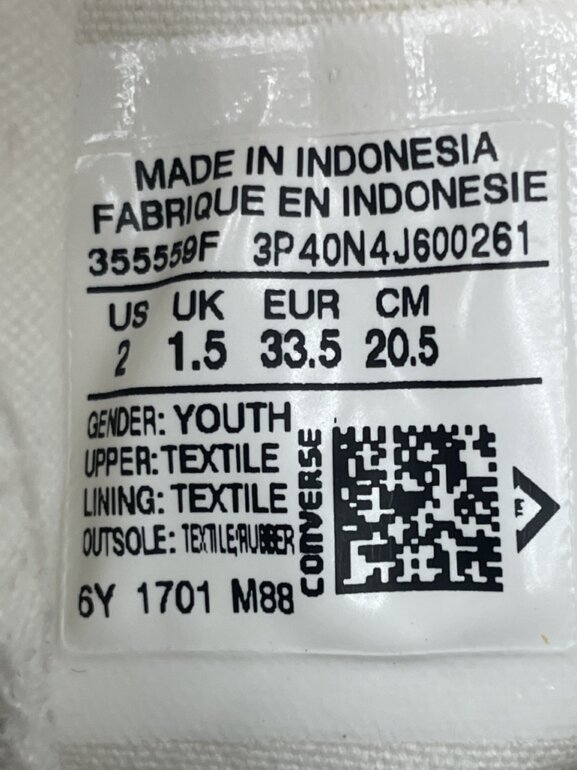 MADE IN INDONESIA
FABRIQUE EN INDONESIE
355559F 3P40N4J600261
US UK EUR CM
2 1.5 33.5 20.5
GENDER: YOUTH
UPPER: TEXTILE
LINING: TEXTILE
OUTSOLE: TEXTILE/RUBBER
6Y 1701 M88
CONVERSE
E